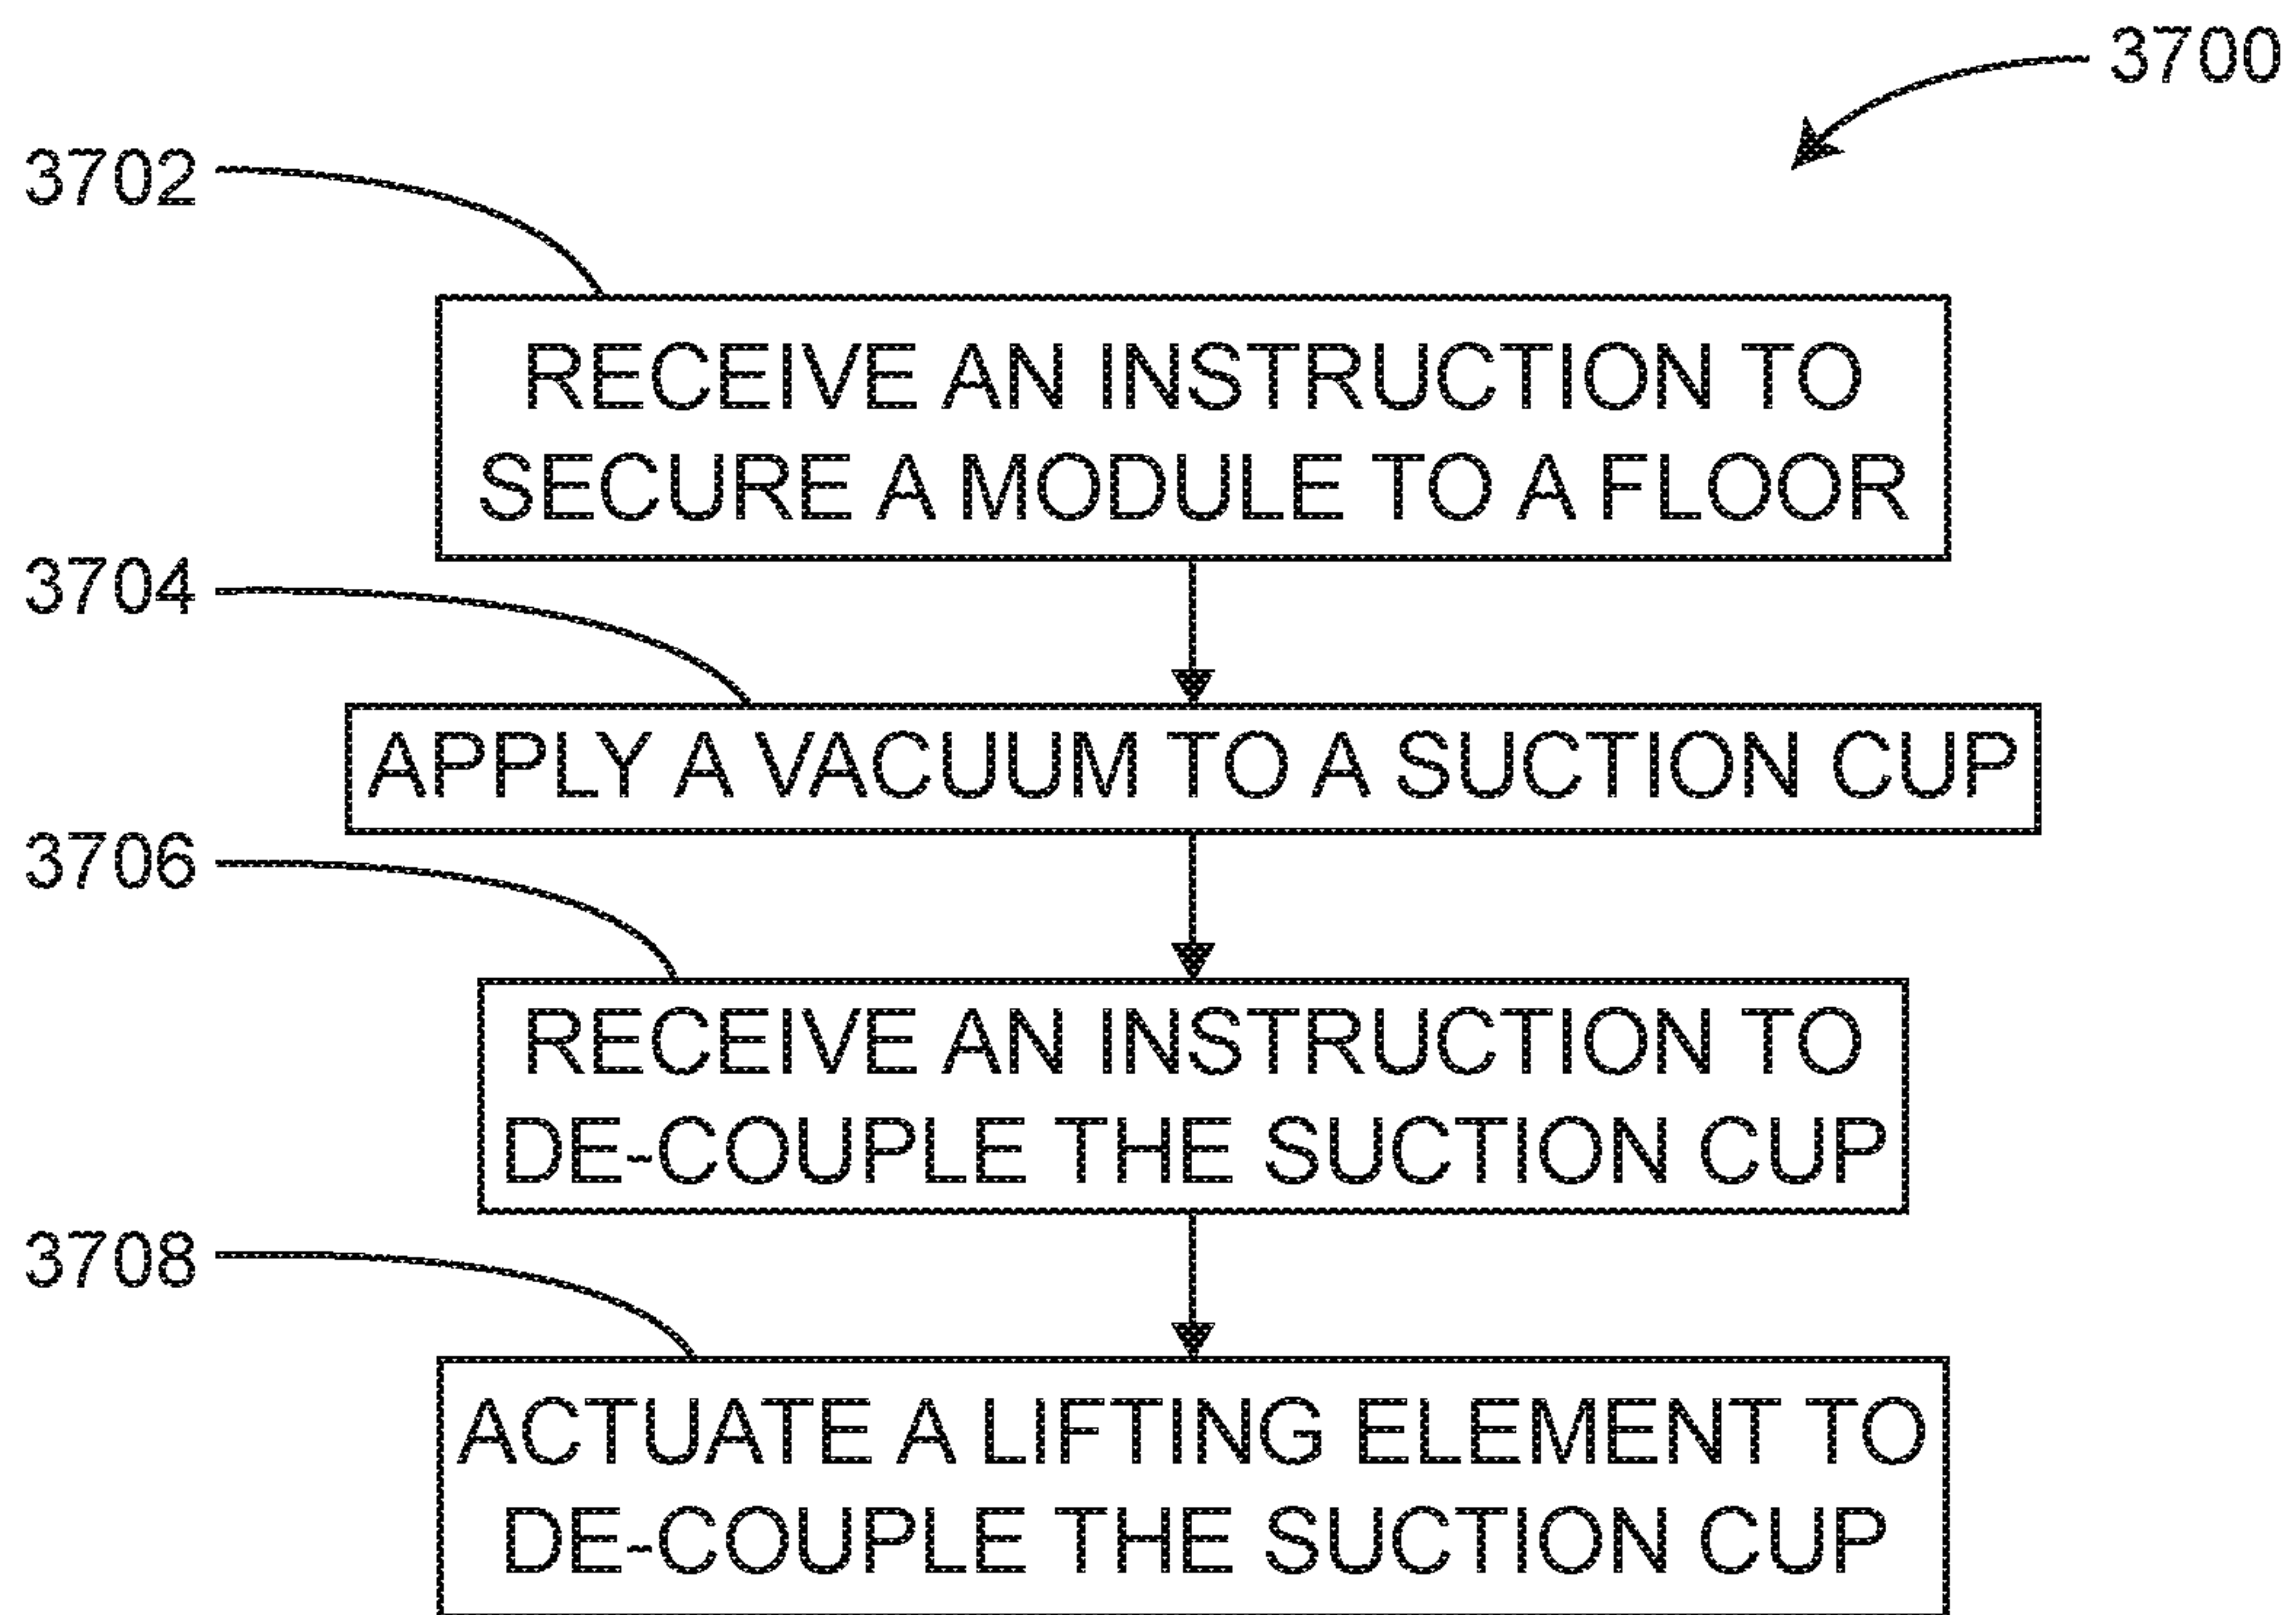 3700
3702
RECEIVE AN INSTRUCTION TO
SECURE A MODULE TO A FLOOR
3704
APPLY A VACUUM TO A SUCTION CUP
3706
RECEIVE AN INSTRUCTION TO
DE-COUPLE THE SUCTION CUP
3708
ACTUATE A LIFTING ELEMENT TO
DE-COUPLE THE SUCTION CUP